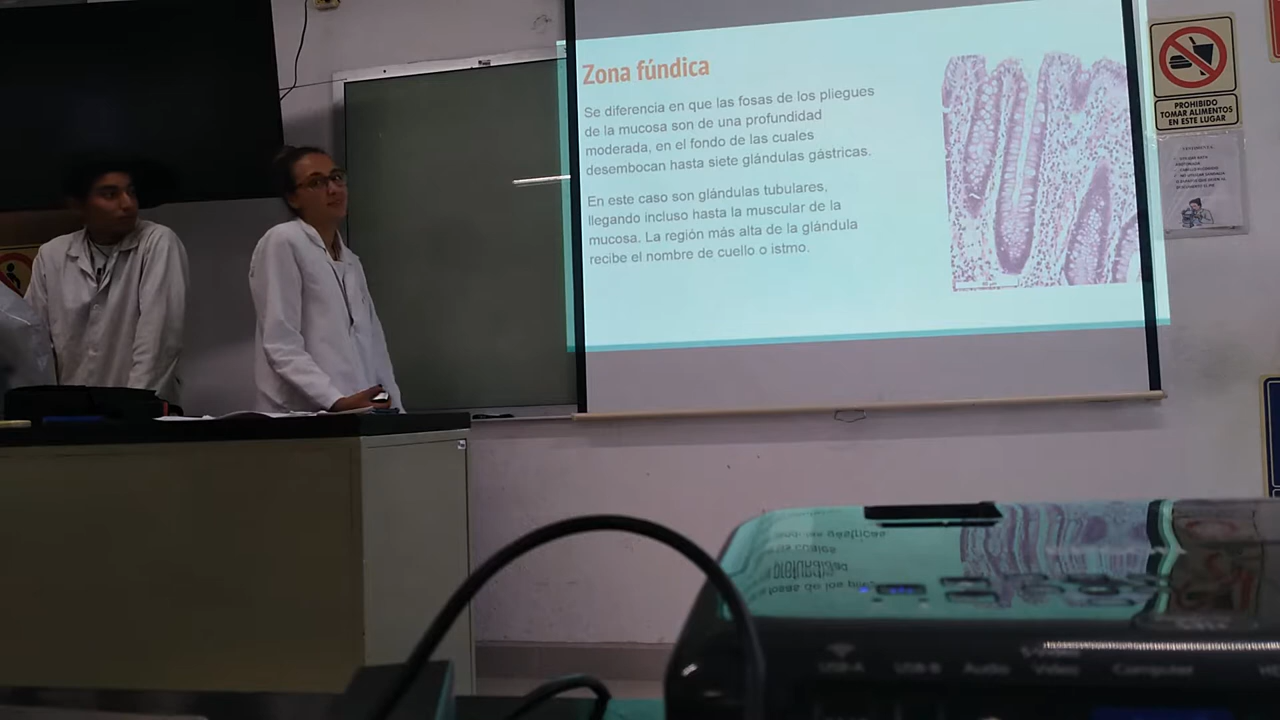 Zona fúndica
Se diferencia en que las fosas de los pliegues
de la mucosa son de una profundidad
moderada, en el fondo de las cuales
desembocan hasta siete glándulas gástricas.
En este caso son glándulas tubulares,
llegando incluso hasta la muscular de la
mucosa. La región más alta de la glándula
recibe el nombre de cuello o istmo.
PROHIBIDO
TOMAR ALIMENTOS
EN ESTE LUGAR
USB-A
USB-B
Audio
Video
Computer